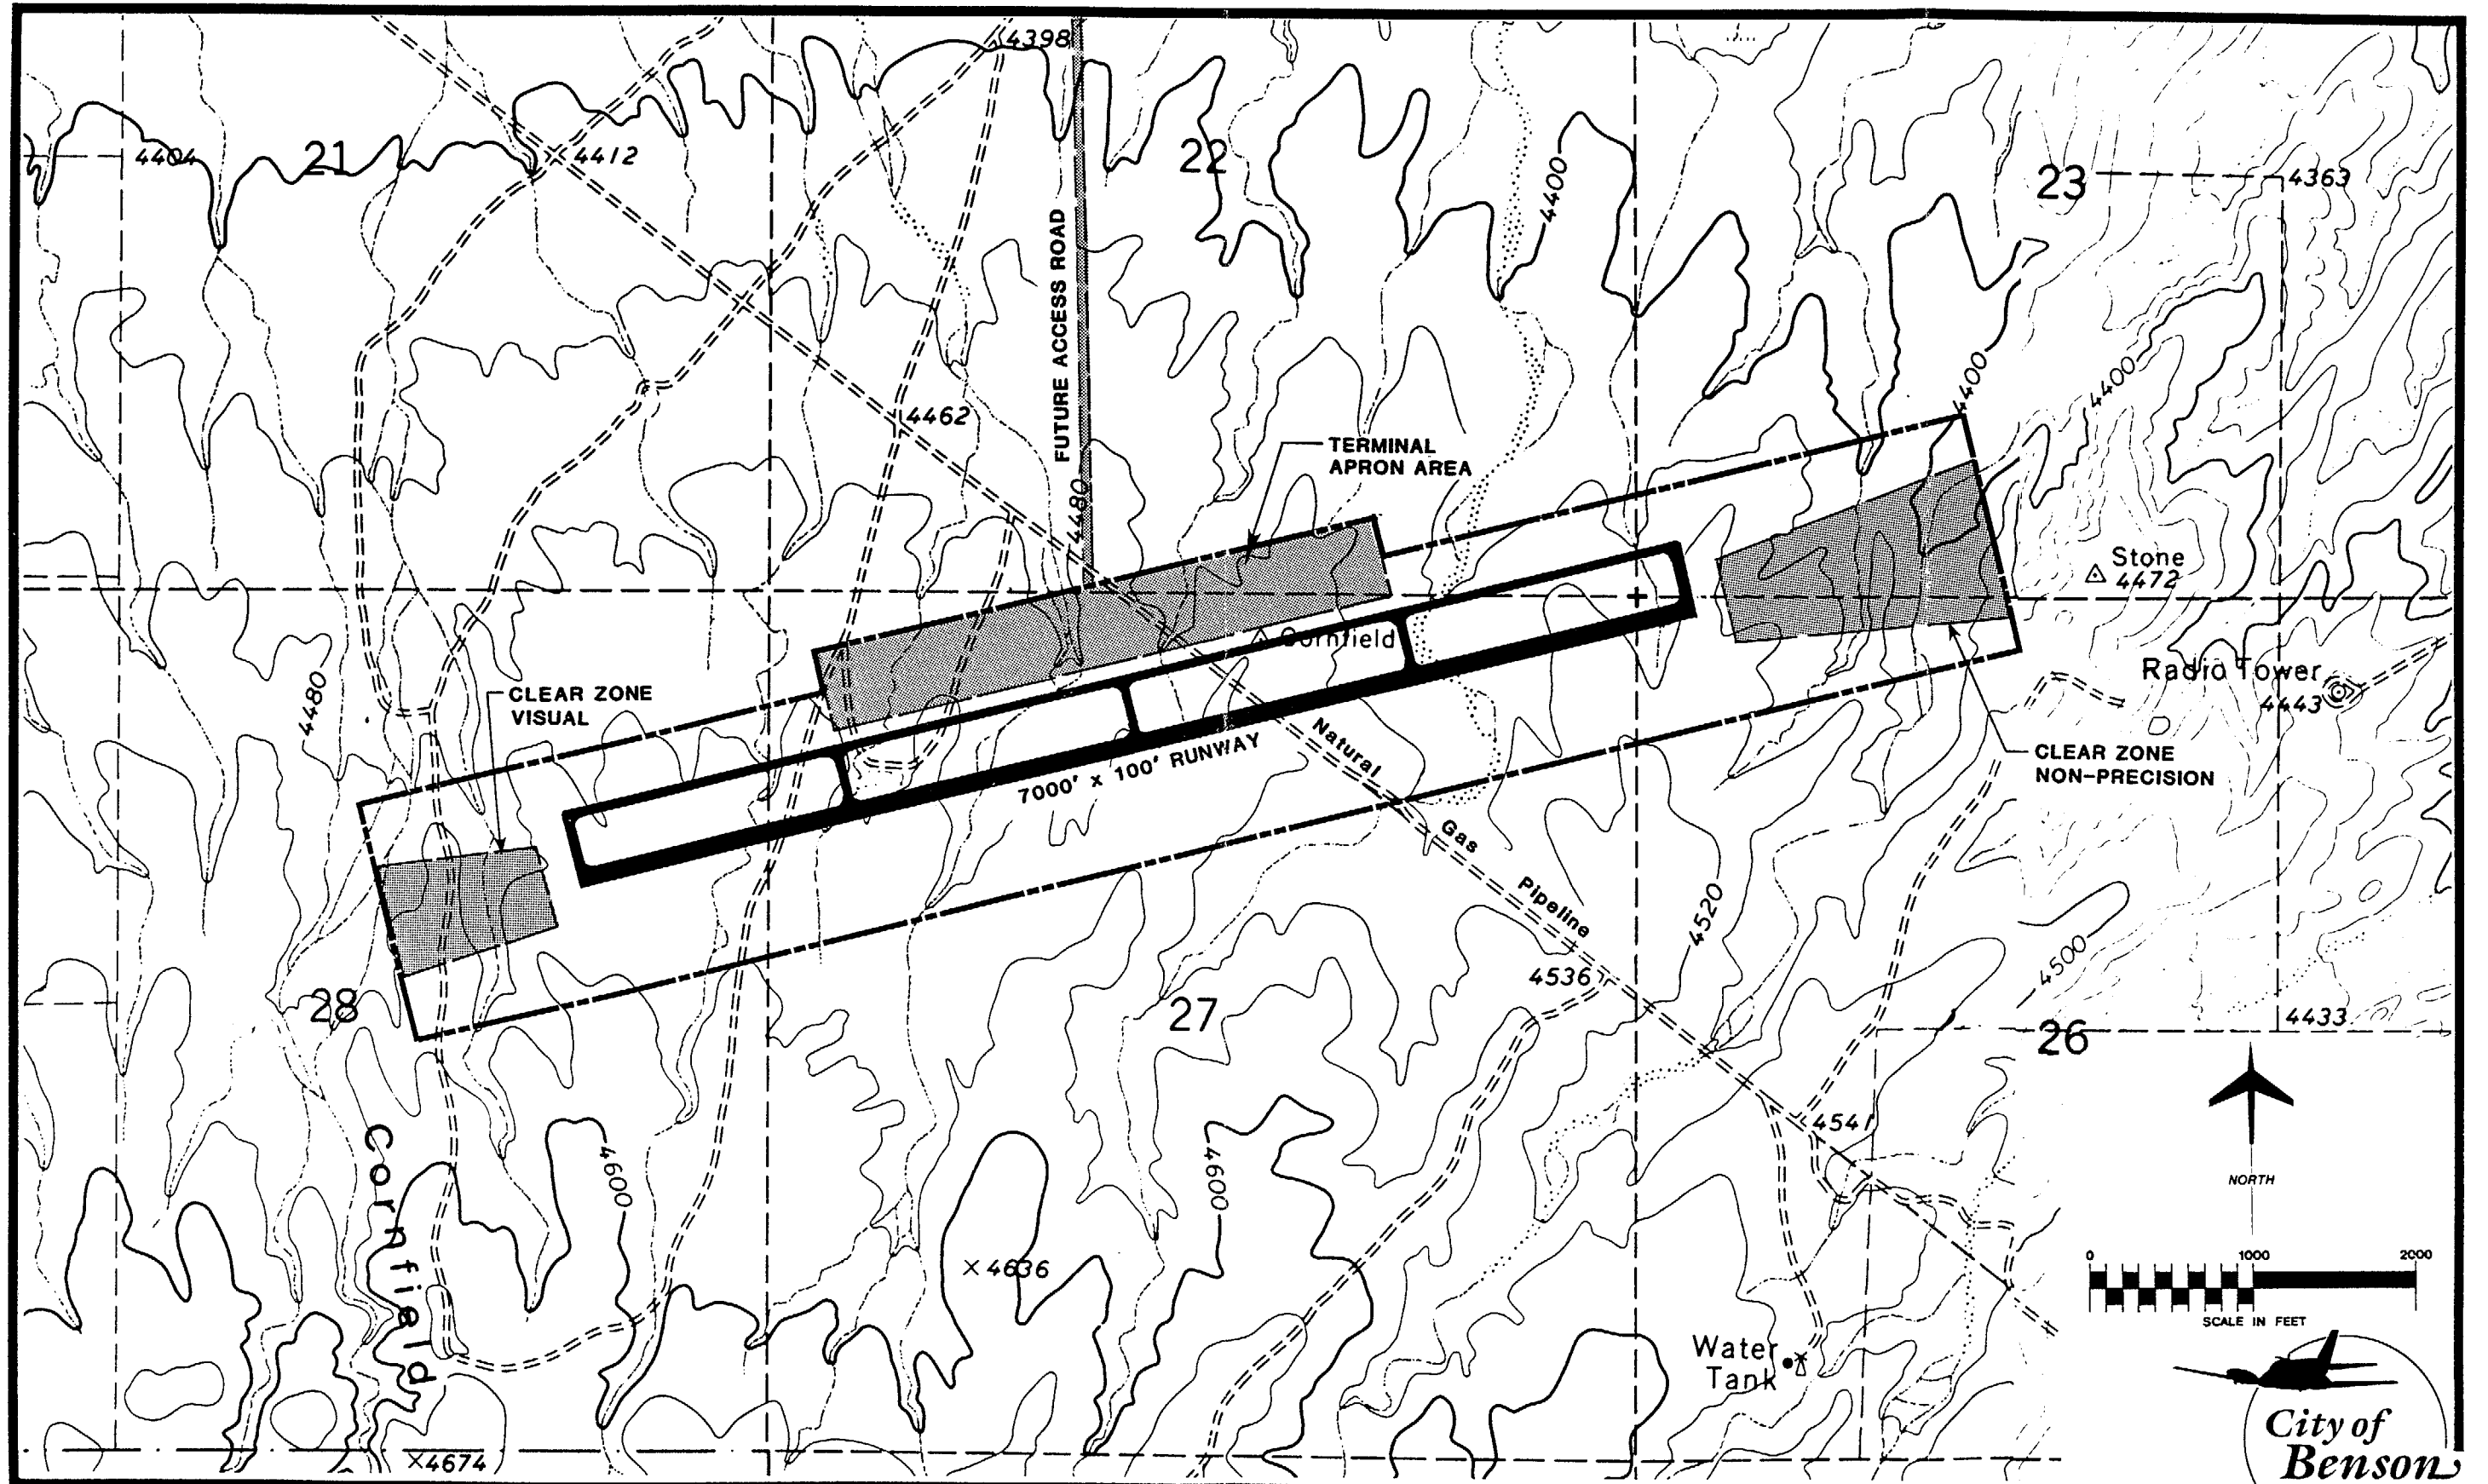 4398
4404
21
4412
22
4400
23
4363
FUTURE ACCESS ROAD
4462
4400
4400
TERMINAL
APRON AREA
4480
Stone
4472
Cornfield
Radio Tower
4443
4480
CLEAR ZONE
VISUAL
CLEAR ZONE
NON-PRECISION
7000' x 100' RUNWAY
Natural
Gas
Pipeline
4520
4500
4536
28
27
4433
26
4541
Cornfield
4600
4600
NORTH
4636
0 1000 2000
SCALE IN FEET
Water
Tank
4674
City of
Benson